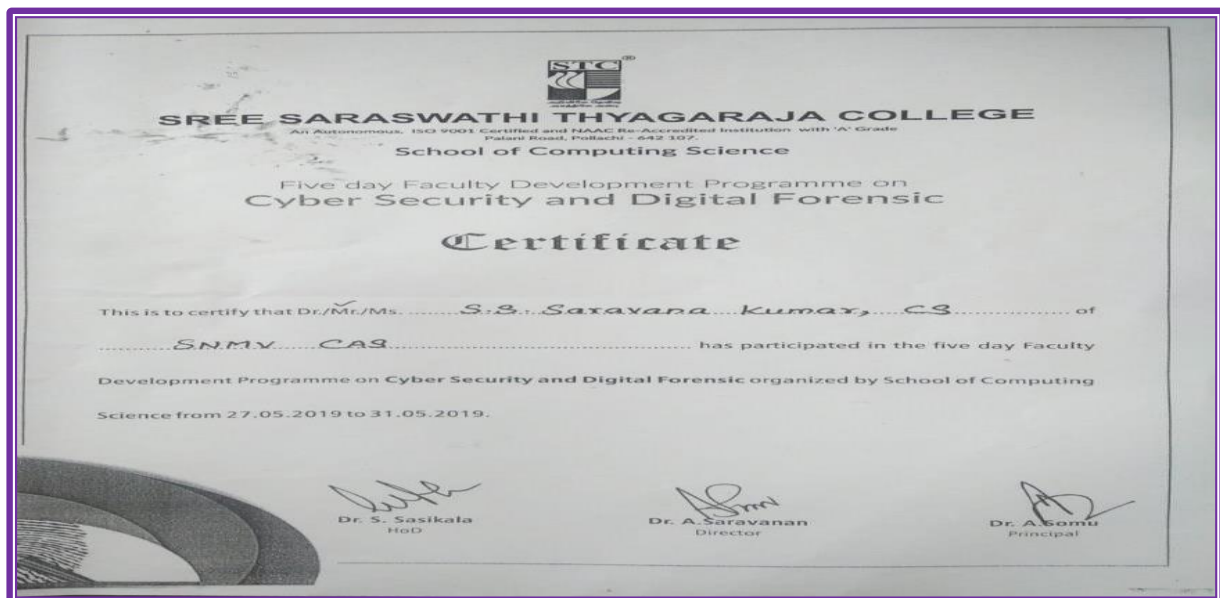 STC®
SREE SARASWATHI THYAGARAJA COLLEGE
An Autonomous, ISO 9001 Certified and NAAC Re-Accredited Institution with 'A' Grade
Palani Road, Pollachi - 642 107.
School of Computing Science
Five day Faculty Development Programme on
Cyber Security and Digital Forensic
Certificate
This is to certify that Dr./Mr./Ms. S.S. Saravana Kumar, CS of
SNMV CAS has participated in the five day Faculty
Development Programme on Cyber Security and Digital Forensic organized by School of Computing
Science from 27.05.2019 to 31.05.2019.
Dr. S. Sasikala
HoD
Dr. A.Saravanan
Director
Dr. A.Somu
Principal